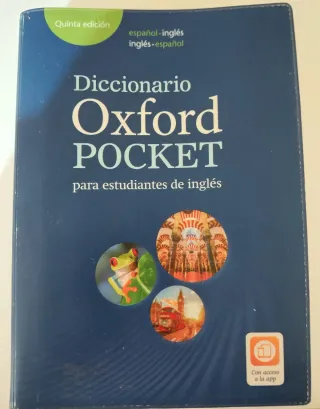 Quinta edición
español-inglés
inglés-español
Diccionario
Oxford
POCKET
para estudiantes de inglés
Con acceso
a la app